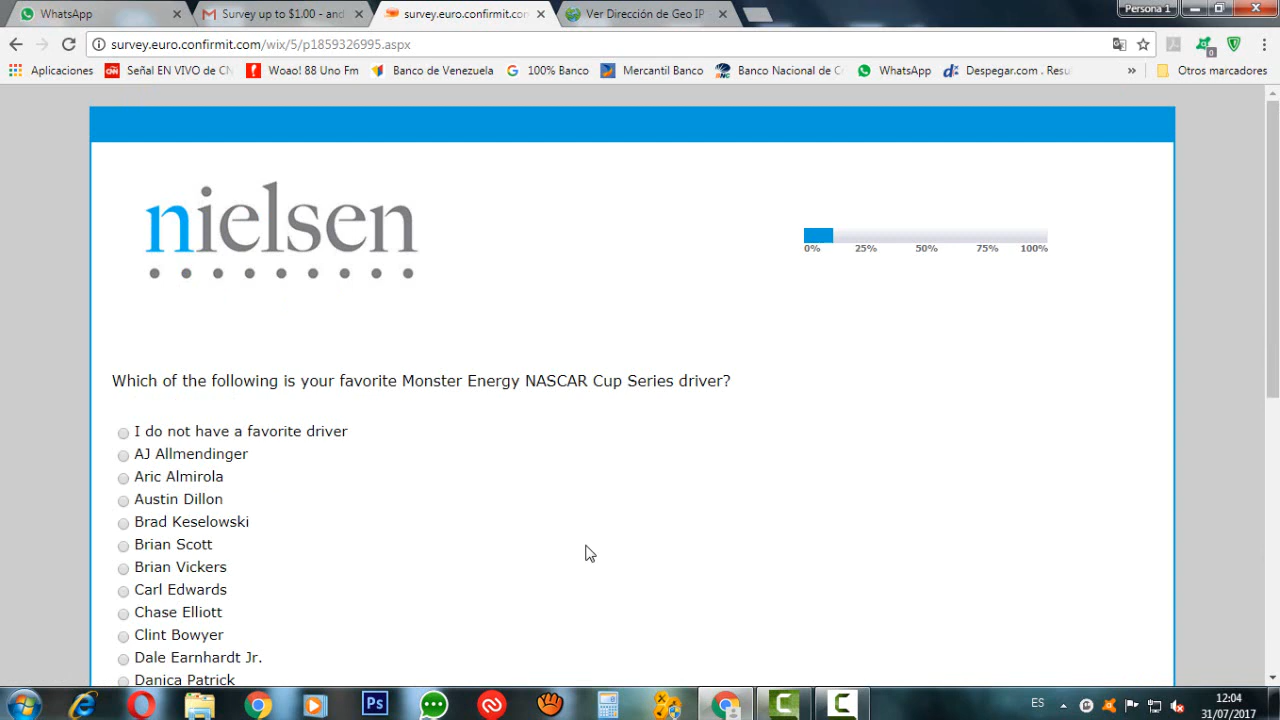 WhatsApp
Survey up to $1.00 - and
survey.euro.confirmit.com
Ver Dirección de Geo IP
Persona 1
survey.euro.confirmit.com/wix/5/p1859326995.aspx
Aplicaciones
Señal EN VIVO de CN
Woao! 88 Uno Fm
Banco de Venezuela
100% Banco
Mercantil Banco
Banco Nacional de C
WhatsApp
Despegar.com . Resu
»
Otros marcadores
nielsen
0% 25% 50% 75% 100%
Which of the following is your favorite Monster Energy NASCAR Cup Series driver?
I do not have a favorite driver
AJ Allmendinger
Aric Almirola
Austin Dillon
Brad Keselowski
Brian Scott
Brian Vickers
Carl Edwards
Chase Elliott
Clint Bowyer
Dale Earnhardt Jr.
Danica Patrick
Ps
ES
12:04
31/07/2017